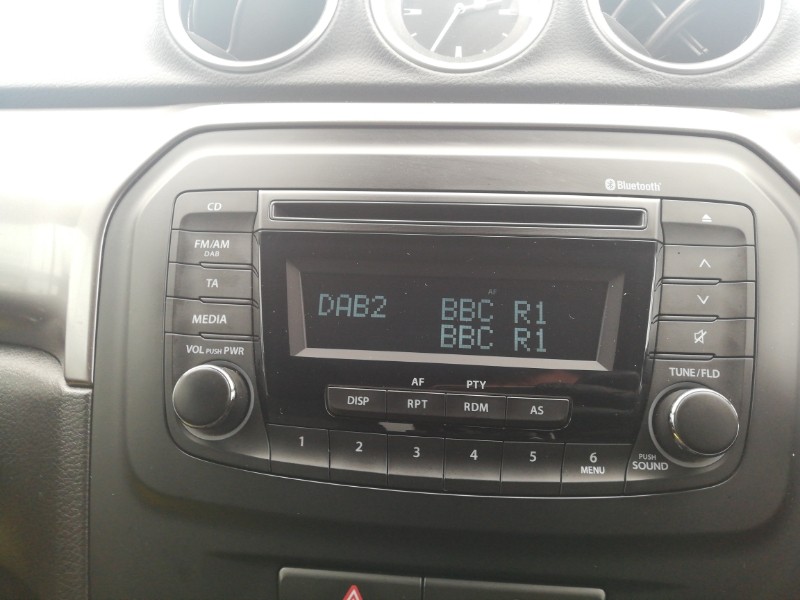 Bluetooth
CD
FM/AM
DAB
TA
MEDIA
VOL PUSH PWR
AF
DAB2 BBC R1
BBC R1
AF PTY
DISP RPT RDM AS
1 2 3 4 5 6
MENU
TUNE/FLD
PUSH
SOUND